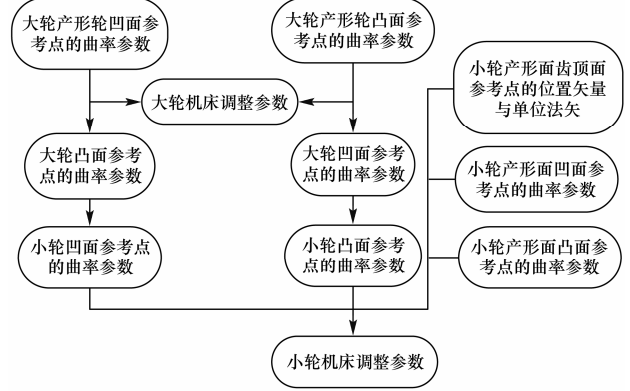 大轮产形轮凹面参
考点的曲率参数
大轮产形轮凸面参
考点的曲率参数
大轮机床调整参数
小轮产形面齿顶面
参考点的位置矢量
与单位法矢
大轮凸面参考
点的曲率参数
大轮凹面参考
点的曲率参数
小轮产形面凹面参
考点的曲率参数
小轮凹面参考点
的曲率参数
小轮凸面参考
点的曲率参数
小轮产形面凸面参
考点的曲率参数
小轮机床调整参数